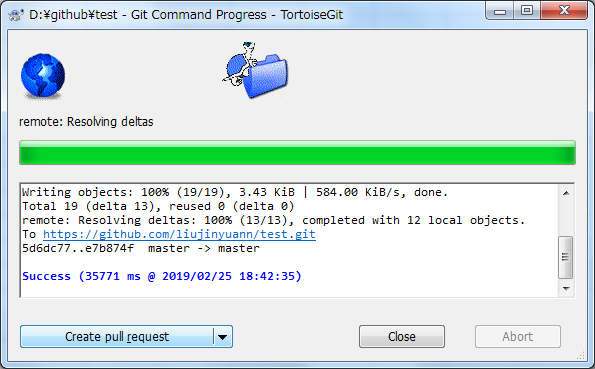 D:¥github¥test - Git Command Progress - TortoiseGit
remote: Resolving deltas
Writing objects: 100% (19/19), 3.43 KiB | 584.00 KiB/s, done.
Total 19 (delta 13), reused 0 (delta 0)
remote: Resolving deltas: 100% (13/13), completed with 12 local objects.
To https://github.com/liujinyuann/test.git
5d6dc77..e7b874f  master -> master
Success (35771 ms @ 2019/02/25 18:42:35)
Create pull request Close Abort